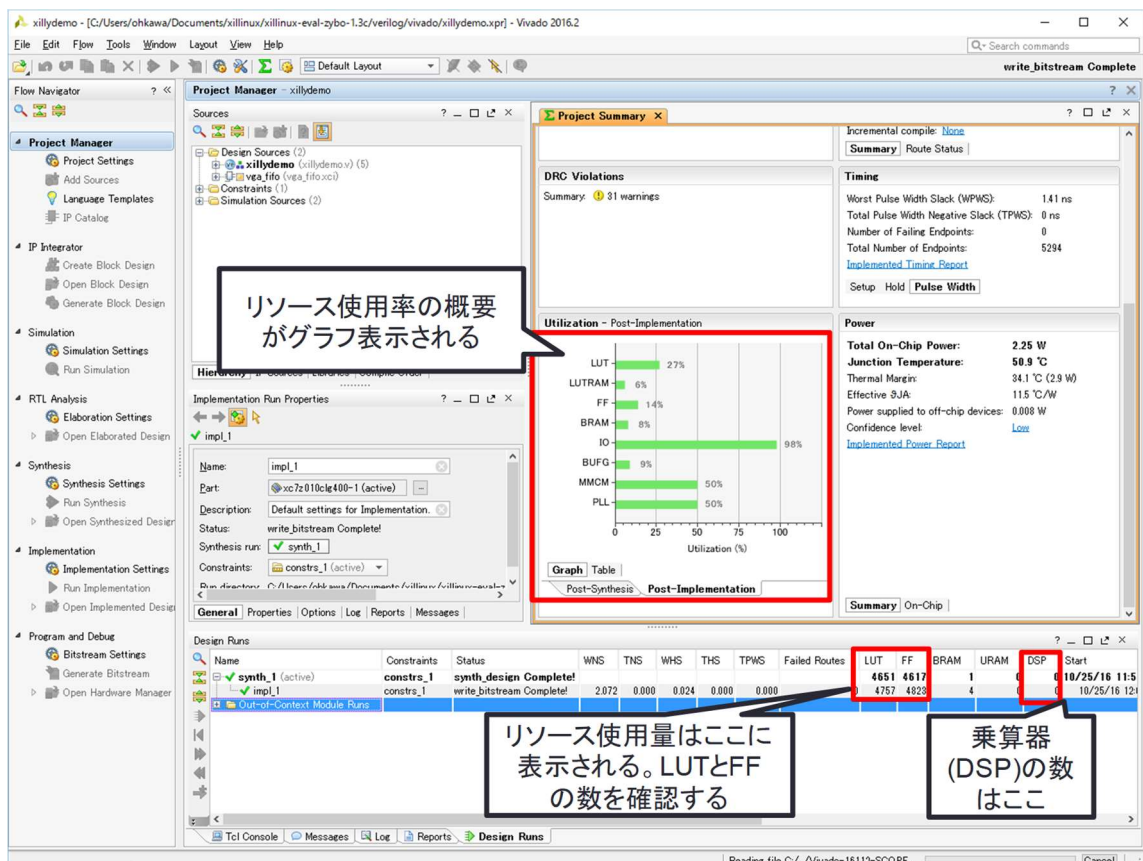 xillydemo - [C:/Users/ohkawa/Documents/xillinux/xillinux-eval-zybo-1.3c/verilog/vivado/xillydemo.xpr] - Vivado 2016.2
File Edit Flow Tools Window Layout View Help
Search commands
Default Layout
write_bitstream Complete
Flow Navigator
Project Manager
Project Settings
Add Sources
Language Templates
IP Catalog
IP Integrator
Create Block Design
Open Block Design
Generate Block Design
Simulation
Simulation Settings
Run Simulation
RTL Analysis
Elaboration Settings
Open Elaborated Design
Synthesis
Synthesis Settings
Run Synthesis
Open Synthesized Design
Implementation
Implementation Settings
Run Implementation
Open Implemented Desig
Program and Debug
Bitstream Settings
Generate Bitstream
Open Hardware Manager
Project Manager - xillydemo
Sources
Design Sources (2)
xillydemo (xillydemo.v) (5)
vga_fifo (vga_fifo.xci)
Constraints (1)
Simulation Sources (2)
リソース使用率の概要
がグラフ表示される
Implementation Run Properties
impl_1
Name: impl_1
Part: xc7z010clg400-1 (active)
Description: Default settings for Implementation.
Status: write_bitstream Complete!
Synthesis run: synth_1
Constraints: constrs_1 (active)
General Properties Options Log Reports Messages
Project Summary
Incremental compile: None
Summary Route Status
DRC Violations
Summary: 31 warnings
Timing
Worst Pulse Width Slack (WPWS): 1.41 ns
Total Pulse Width Negative Slack (TPWS): 0 ns
Number of Failing Endpoints: 0
Total Number of Endpoints: 5294
Implemented Timing Report
Setup Hold Pulse Width
Utilization - Post-Implementation
LUT 27%
LUTRAM 6%
FF 14%
BRAM 8%
IO 98%
BUFG 9%
MMCM 50%
PLL 50%
0 25 50 75 100
Utilization (%)
Graph Table
Post-Synthesis Post-Implementation
Power
Total On-Chip Power: 2.25 W
Junction Temperature: 50.9 °C
Thermal Margin: 34.1 °C (2.9 W)
Effective ϑJA: 11.5 °C/W
Power supplied to off-chip devices: 0.008 W
Confidence level: Low
Implemented Power Report
Summary On-Chip
Design Runs
Name Constraints Status WNS TNS WHS THS TPWS Failed Routes LUT FF BRAM URAM DSP Start
synth_1 (active) constrs_1 synth_design Complete! 4651 4617 1 0 0 10/25/16 11:5
impl_1 constrs_1 write_bitstream Complete! 2.072 0.000 0.024 0.000 0.000 0 4757 4823 4 0 0 10/25/16 12:0
Out-of-Context Module Runs
リソース使用量はここに
表示される。LUTとFF
の数を確認する
乗算器
(DSP)の数
はここ
Tcl Console Messages Log Reports Design Runs
Cancel